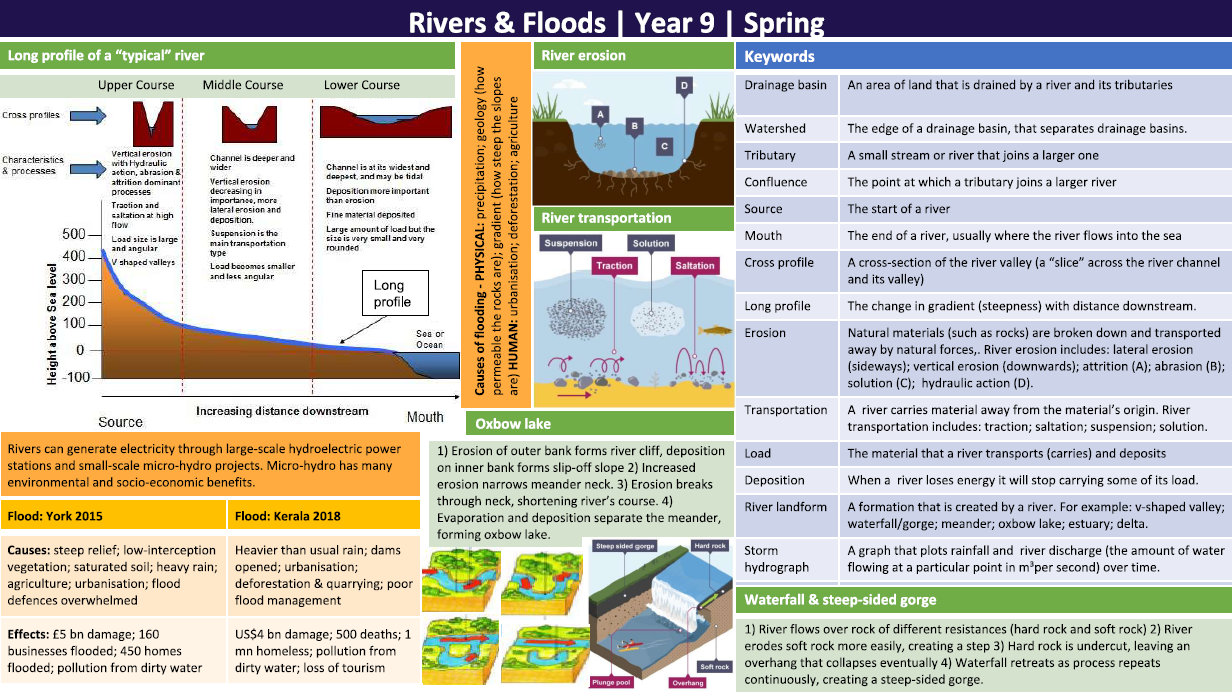 Rivers & Floods | Year 9 | Spring
Long profile of a “typical” river
Upper Course
Middle Course
Lower Course
Cross profiles
Characteristics
& processes
Vertical erosion
with Hydraulic
action, abrasion &
attrition dominant
processes
Traction and
saltation at high
flow
Load size is large
and angular
V shaped valleys
Channel is deeper and
wider
Vertical erosion
decreasing in
importance, more
lateral erosion and
deposition.
Suspension is the
main transportation
type
Load becomes smaller
and less angular
Channel is at its widest and
deepest, and may be tidal
Deposition more important
than erosion
Fine material deposited
Large amount of load but the
size is very small and very
rounded
Height above Sea level
500
400
300
200
100
0
-100
Long
profile
Sea or
Ocean
Increasing distance downstream
Source
Mouth
Rivers can generate electricity through large-scale hydroelectric power
stations and small-scale micro-hydro projects. Micro-hydro has many
environmental and socio-economic benefits.
Flood: York 2015
Flood: Kerala 2018
Causes: steep relief; low-interception
vegetation; saturated soil; heavy rain;
agriculture; urbanisation; flood
defences overwhelmed
Heavier than usual rain; dams
opened; urbanisation;
deforestation & quarrying; poor
flood management
Effects: £5 bn damage; 160
businesses flooded; 450 homes
flooded; pollution from dirty water
US$4 bn damage; 500 deaths; 1
mn homeless; pollution from
dirty water; loss of tourism
Causes of flooding - PHYSICAL: precipitation; geology (how
permeable the rocks are); gradient (how steep the slopes
are) HUMAN: urbanisation; deforestation; agriculture
River erosion
A
B
C
D
River transportation
Suspension
Solution
Traction
Saltation
Oxbow lake
1) Erosion of outer bank forms river cliff, deposition
on inner bank forms slip-off slope 2) Increased
erosion narrows meander neck. 3) Erosion breaks
through neck, shortening river’s course. 4)
Evaporation and deposition separate the meander,
forming oxbow lake.
Steep sided gorge
Hard rock
Soft rock
Plunge pool
Overhang
Keywords
Drainage basin An area of land that is drained by a river and its tributaries
Watershed The edge of a drainage basin, that separates drainage basins.
Tributary A small stream or river that joins a larger one
Confluence The point at which a tributary joins a larger river
Source The start of a river
Mouth The end of a river, usually where the river flows into the sea
Cross profile A cross-section of the river valley (a “slice” across the river channel
and its valley)
Long profile The change in gradient (steepness) with distance downstream.
Erosion Natural materials (such as rocks) are broken down and transported
away by natural forces,. River erosion includes: lateral erosion
(sideways); vertical erosion (downwards); attrition (A); abrasion (B);
solution (C); hydraulic action (D).
Transportation A river carries material away from the material’s origin. River
transportation includes: traction; saltation; suspension; solution.
Load The material that a river transports (carries) and deposits
Deposition When a river loses energy it will stop carrying some of its load.
River landform A formation that is created by a river. For example: v-shaped valley;
waterfall/gorge; meander; oxbow lake; estuary; delta.
Storm A graph that plots rainfall and river discharge (the amount of water
hydrograph flowing at a particular point in m³per second) over time.
Waterfall & steep-sided gorge
1) River flows over rock of different resistances (hard rock and soft rock) 2) River
erodes soft rock more easily, creating a step 3) Hard rock is undercut, leaving an
overhang that collapses eventually 4) Waterfall retreats as process repeats
continuously, creating a steep-sided gorge.